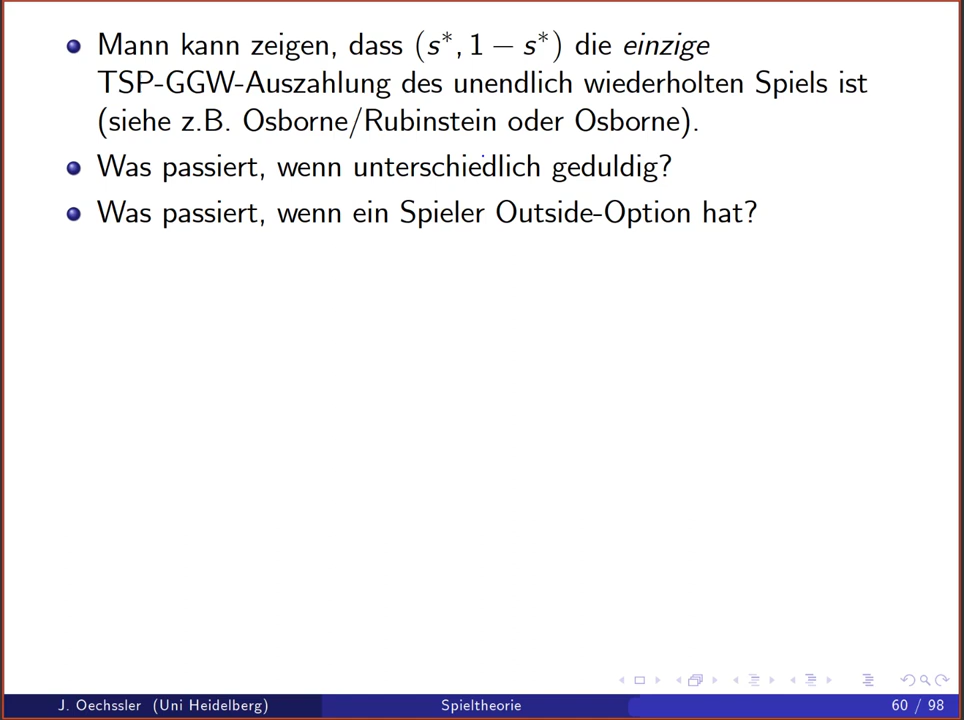 Mann kann zeigen, dass (s*, 1 − s*) die einzige
TSP-GGW-Auszahlung des unendlich wiederholten Spiels ist
(siehe z.B. Osborne/Rubinstein oder Osborne).
Was passiert, wenn unterschiedlich geduldig?
Was passiert, wenn ein Spieler Outside-Option hat?
J. Oechssler (Uni Heidelberg) Spieltheorie 60 / 98